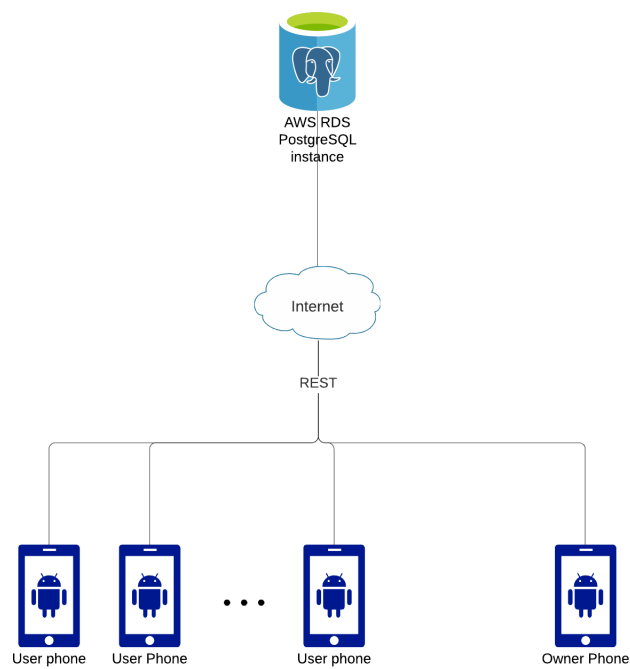 AWS RDS
PostgreSQL
instance
Internet
REST
User phone
User Phone
User phone
Owner Phone